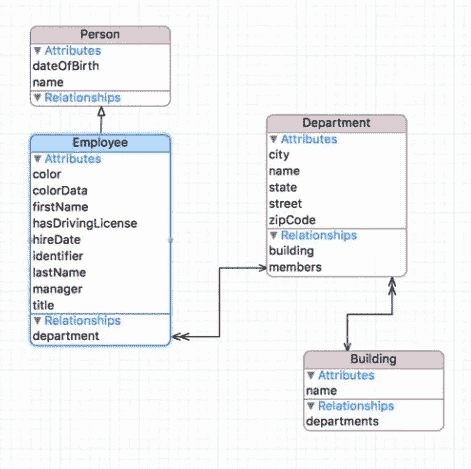 Person
Attributes
dateOfBirth
name
Relationships
Employee
Attributes
color
colorData
firstName
hasDrivingLicense
hireDate
identifier
lastName
manager
title
Relationships
department
Department
Attributes
city
name
state
street
zipCode
Relationships
building
members
Building
Attributes
name
Relationships
departments